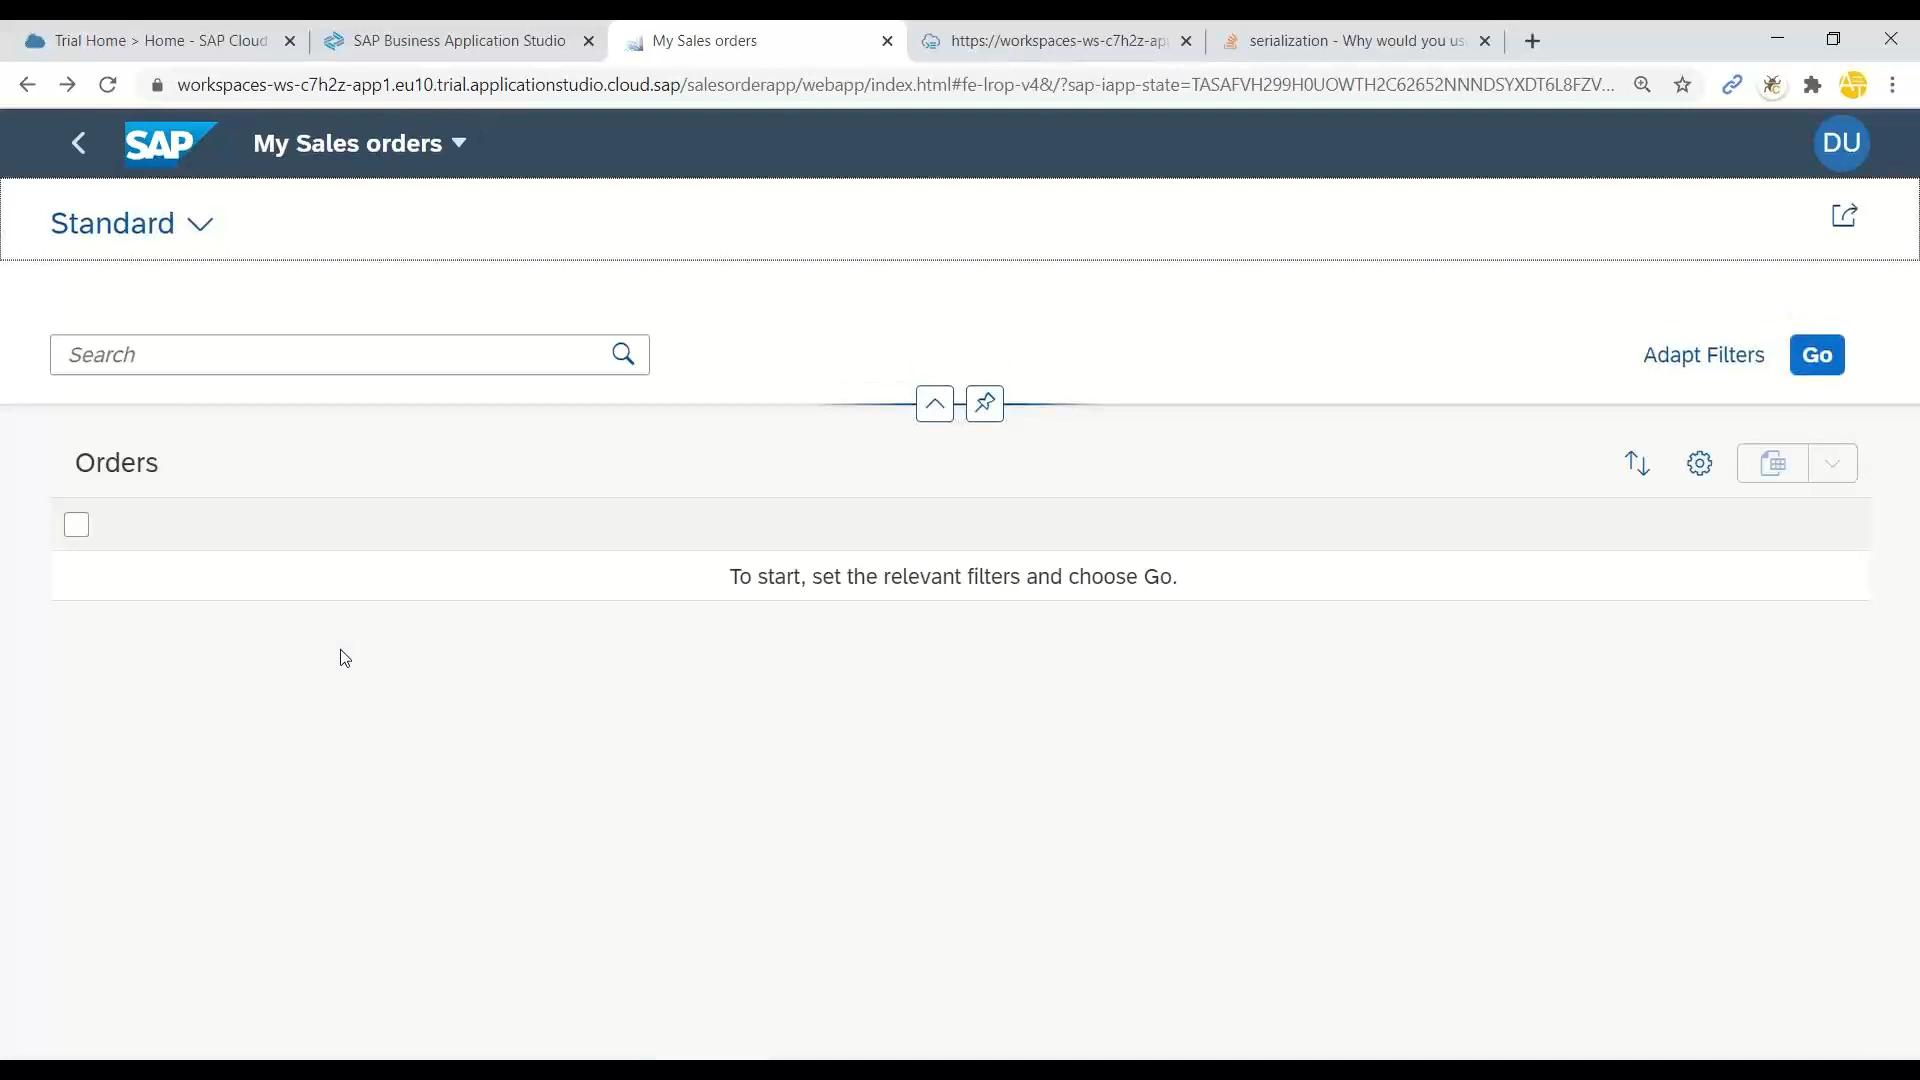 Trial Home > Home - SAP Cloud
SAP Business Application Studio
My Sales orders
https://workspaces-ws-c7h2z-ap
serialization - Why would you us
workspaces-ws-c7h2z-app1.eu10.trial.applicationstudio.cloud.sap/salesorderapp/webapp/index.html#fe-lrop-v4&/?sap-iapp-state=TASAFVH299H0UOWTH2C62652NNNDSYXDT6L8FZV...
SAP
My Sales orders
DU
Standard
Search
Adapt Filters
Go
Orders
To start, set the relevant filters and choose Go.